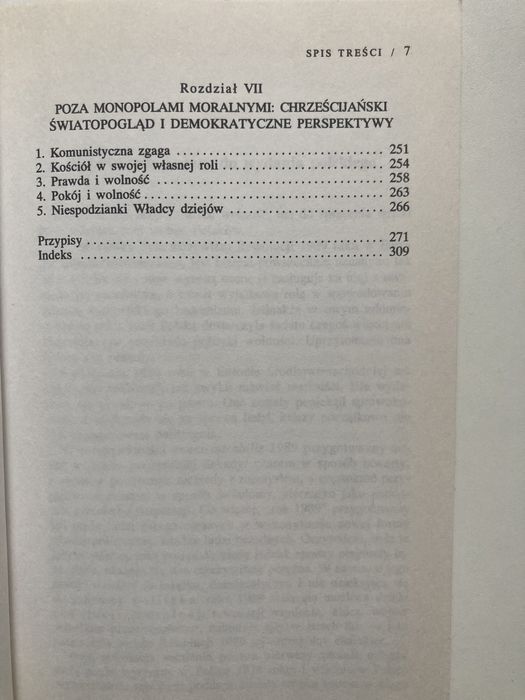 SPIS TREŚCI / 7
Rozdział VII
POZA MONOPOLAMI MORALNYMI: CHRZEŚCIJAŃSKI
ŚWIATOPOGLĄD I DEMOKRATYCZNE PERSPEKTYWY
1. Komunistyczna zgaga ................................ 251
2. Kościół w swojej własnej roli ........................ 254
3. Prawda i wolność ................................... 258
4. Pokój i wolność ..................................... 263
5. Niespodzianki Władcy dziejów ....................... 266
Przypisy ............................................. 271
Indeks .............................................. 309